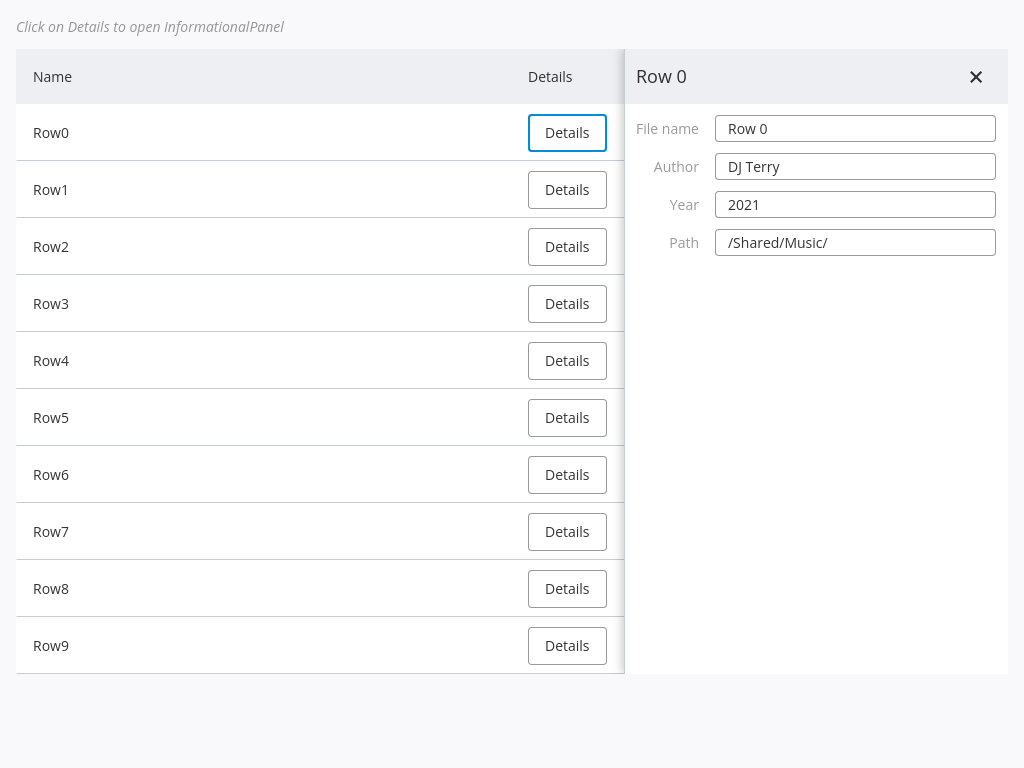 Click on Details to open InformationalPanel
Name Details
Row0 Details
Row1 Details
Row2 Details
Row3 Details
Row4 Details
Row5 Details
Row6 Details
Row7 Details
Row8 Details
Row9 Details
Row 0
File name Row 0
Author DJ Terry
Year 2021
Path /Shared/Music/